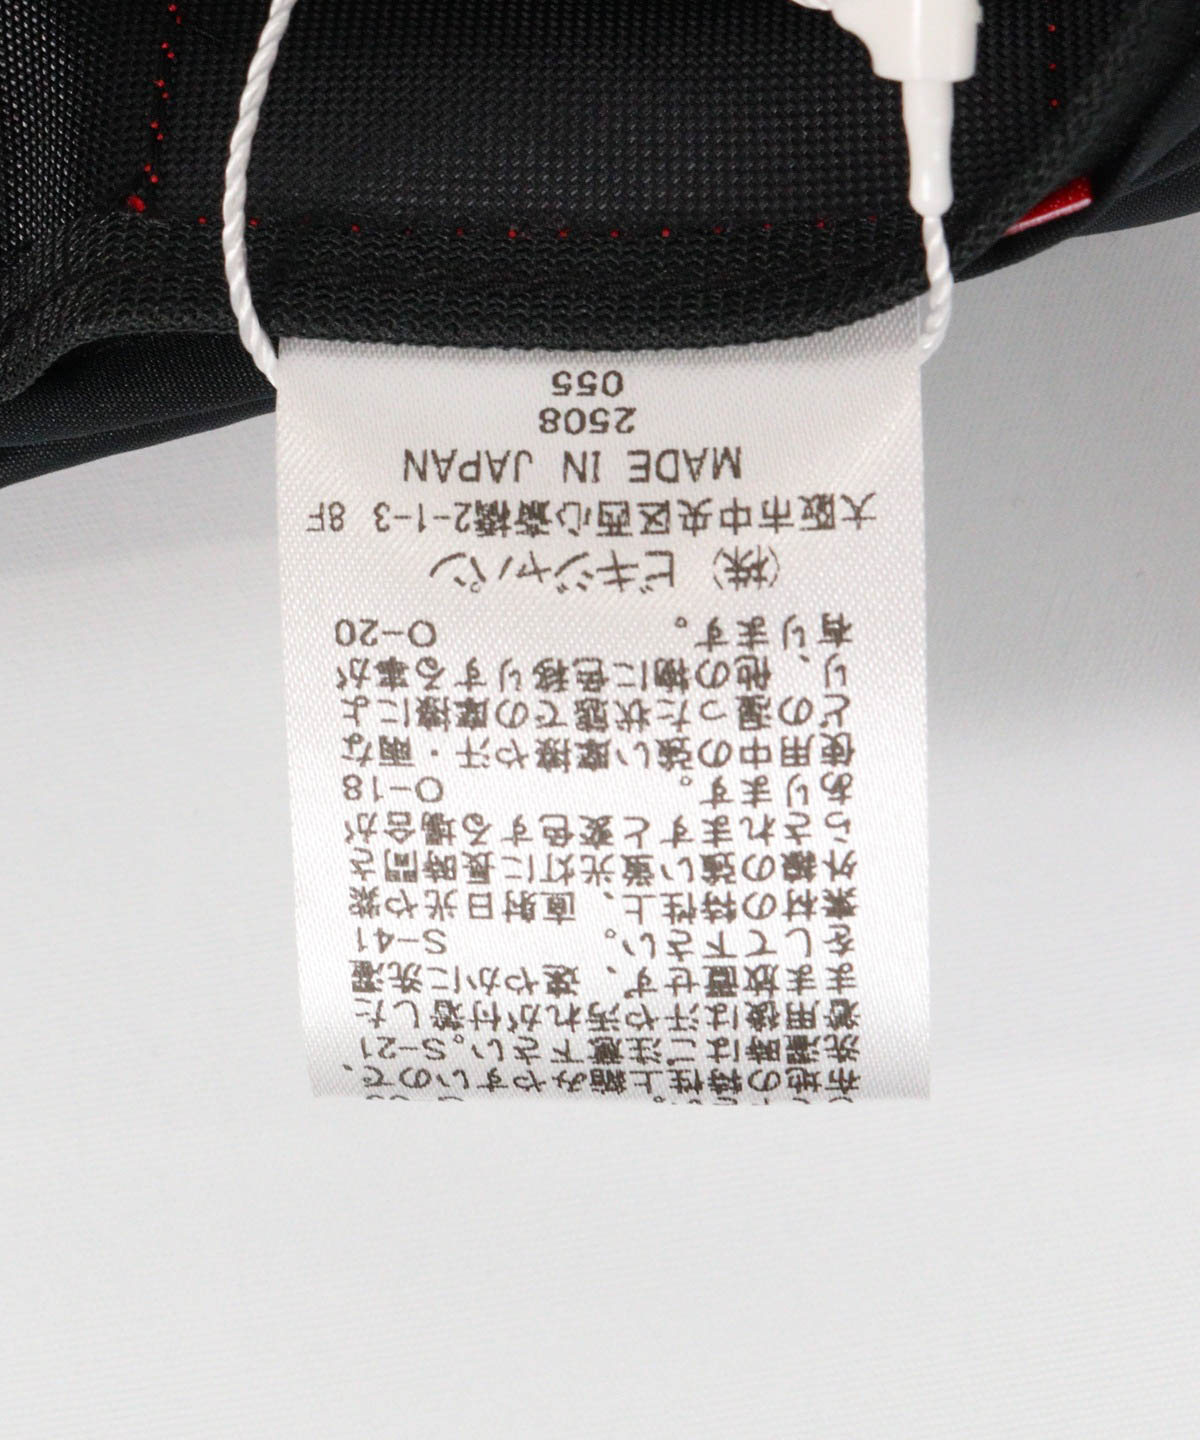 布地の特性上縮みやすいので、
洗濯時はご注意下さい。S-21
着用後は汗や汚れが付着した
まま放置せず、速やかに洗濯
をして下さい。 S-41
素材の特性上、直射日光や紫
外線の強い蛍光灯に長時間さ
らされますと変色する場合が
あります。 O-18
使用中の強い摩擦や汗・雨な
どの湿った状態での摩擦によ
り、他の物に色移りする事が
有ります。 O-20
(株) ビギジャパン
大阪市中央区西心斎橋2-1-3 8F
MADE IN JAPAN
2508
055